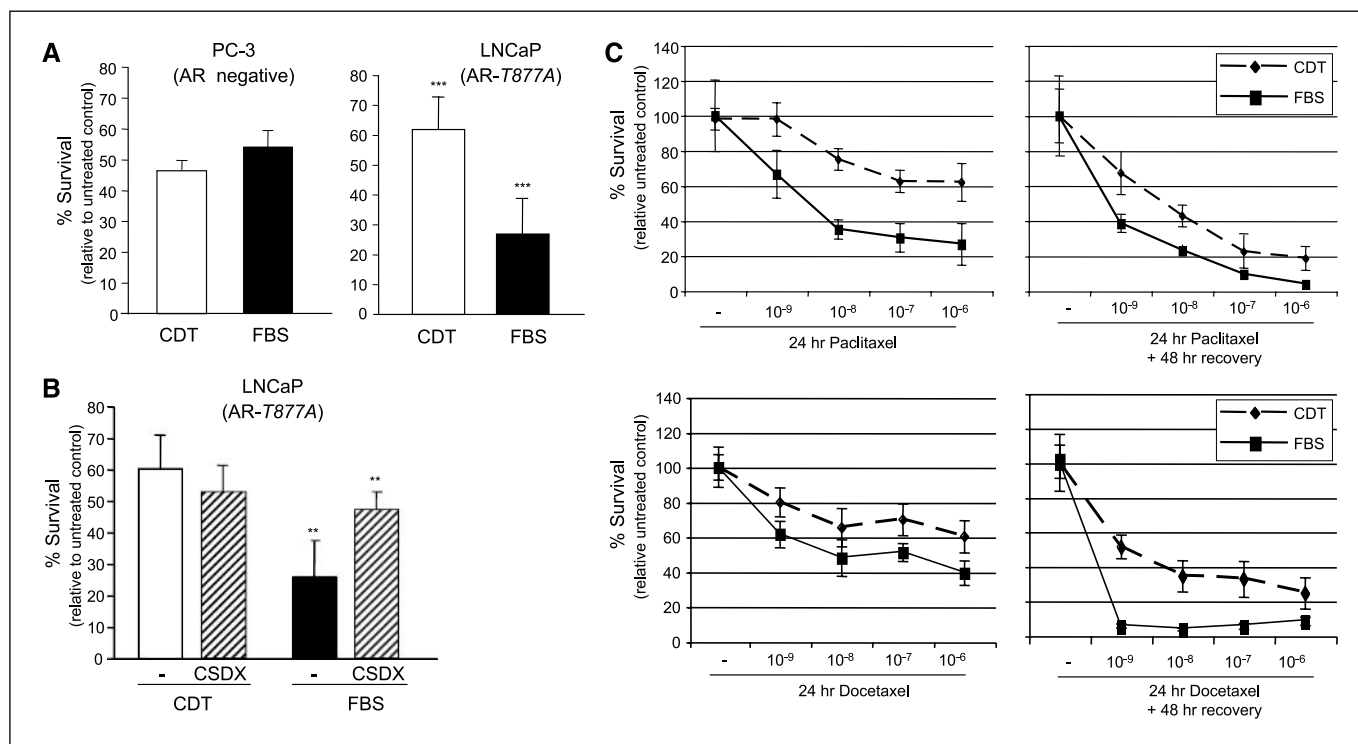 A
PC-3
(AR negative)
% Survival
(relative to untreated control)
80
70
60
50
40
30
20
10
0
CDT
FBS
LNCaP
(AR-T877A)
80
70
60
50
40
30
20
10
0
***
***
CDT
FBS
B
LNCaP
(AR-T877A)
% Survival
(relative to untreated control)
80
70
60
50
40
30
20
10
0
**
**
-
CSDX
-
CSDX
CDT
FBS
C
% Survival
(relative untreated control)
140
120
100
80
60
40
20
0
-
10⁻⁹
10⁻⁸
10⁻⁷
10⁻⁶
24 hr Paclitaxel
CDT
FBS
-
10⁻⁹
10⁻⁸
10⁻⁷
10⁻⁶
24 hr Paclitaxel
+ 48 hr recovery
% Survival
(relative untreated control)
140
120
100
80
60
40
20
0
-
10⁻⁹
10⁻⁸
10⁻⁷
10⁻⁶
24 hr Docetaxel
CDT
FBS
-
10⁻⁹
10⁻⁸
10⁻⁷
10⁻⁶
24 hr Docetaxel
+ 48 hr recovery